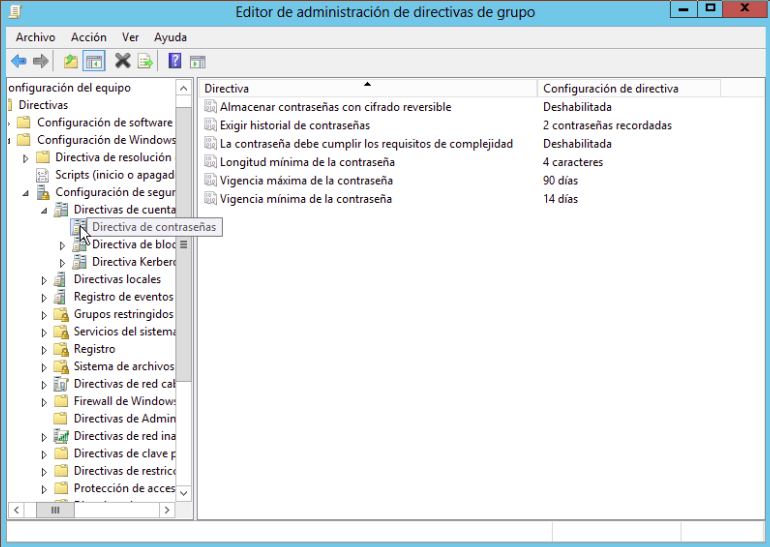 Editor de administración de directivas de grupo
Archivo Acción Ver Ayuda
onfiguración del equipo
Directivas
Configuración de software
Configuración de Windows
Directiva de resolución
Scripts (inicio o apagad
Configuración de segur
Directivas de cuenta
Directiva de contraseñas
Directiva de bloc
Directiva Kerberc
Directivas locales
Registro de eventos
Grupos restringidos
Servicios del sistema
Registro
Sistema de archivos
Directivas de red cal
Firewall de Windows
Directivas de Admin
Directivas de red ina
Directivas de clave p
Directivas de restricc
Protección de acces
Directiva Configuración de directiva
Almacenar contraseñas con cifrado reversible Deshabilitada
Exigir historial de contraseñas 2 contraseñas recordadas
La contraseña debe cumplir los requisitos de complejidad Deshabilitada
Longitud mínima de la contraseña 4 caracteres
Vigencia máxima de la contraseña 90 días
Vigencia mínima de la contraseña 14 días